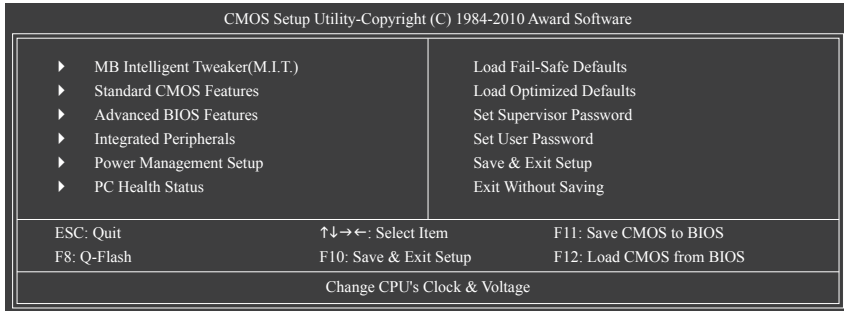 CMOS Setup Utility-Copyright (C) 1984-2010 Award Software
MB Intelligent Tweaker(M.I.T.)
Standard CMOS Features
Advanced BIOS Features
Integrated Peripherals
Power Management Setup
PC Health Status
Load Fail-Safe Defaults
Load Optimized Defaults
Set Supervisor Password
Set User Password
Save & Exit Setup
Exit Without Saving
ESC: Quit ↑↓→←: Select Item F11: Save CMOS to BIOS
F8: Q-Flash F10: Save & Exit Setup F12: Load CMOS from BIOS
Change CPU's Clock & Voltage